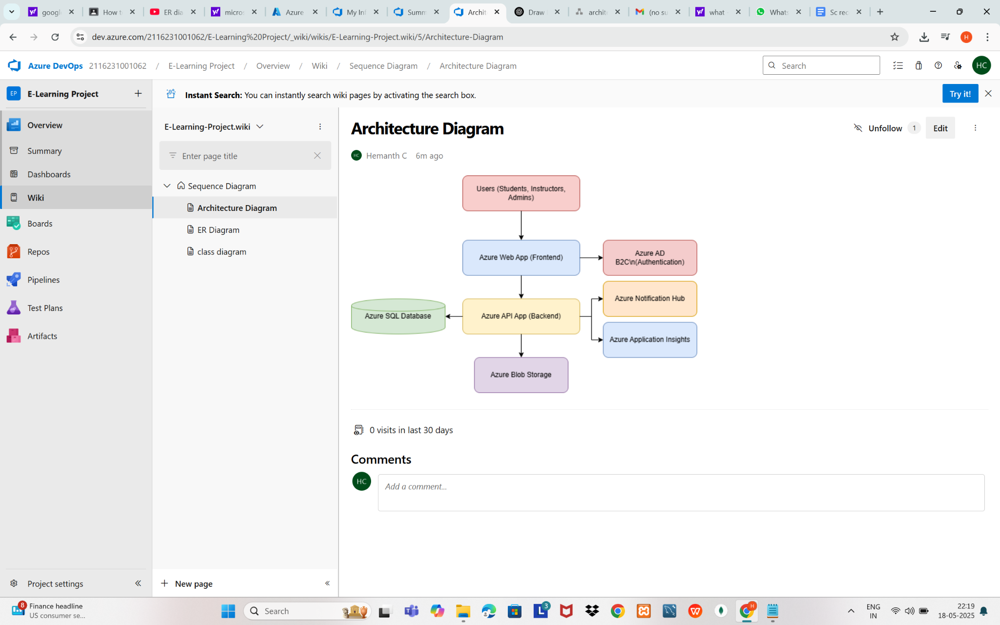 googl
How t
ER dia
micros
Azure
My Inf
Summ
Archit
Draw
archite
(no su
what
Whats
Sc rec
dev.azure.com/2116231001062/E-Learning%20Project/_wiki/wikis/E-Learning-Project.wiki/5/Architecture-Diagram
H
Azure DevOps 2116231001062 / E-Learning Project / Overview / Wiki / Sequence Diagram / Architecture Diagram
Search
HC
EP E-Learning Project
Instant Search: You can instantly search wiki pages by activating the search box.
Try it!
Overview
Summary
Dashboards
Wiki
Boards
Repos
Pipelines
Test Plans
Artifacts
Project settings
E-Learning-Project.wiki
Enter page title
Sequence Diagram
Architecture Diagram
ER Diagram
class diagram
New page
Architecture Diagram
Unfollow 1
Edit
HC Hemanth C 6m ago
Users (Students, Instructors,
Admins)
Azure Web App (Frontend)
Azure AD
B2C\n(Authentication)
Azure Notification Hub
Azure SQL Database
Azure API App (Backend)
Azure Application Insights
Azure Blob Storage
0 visits in last 30 days
Comments
HC
Add a comment...
8
Finance headline
US consumer se...
Search
3
H
ENG
IN
22:19
18-05-2025